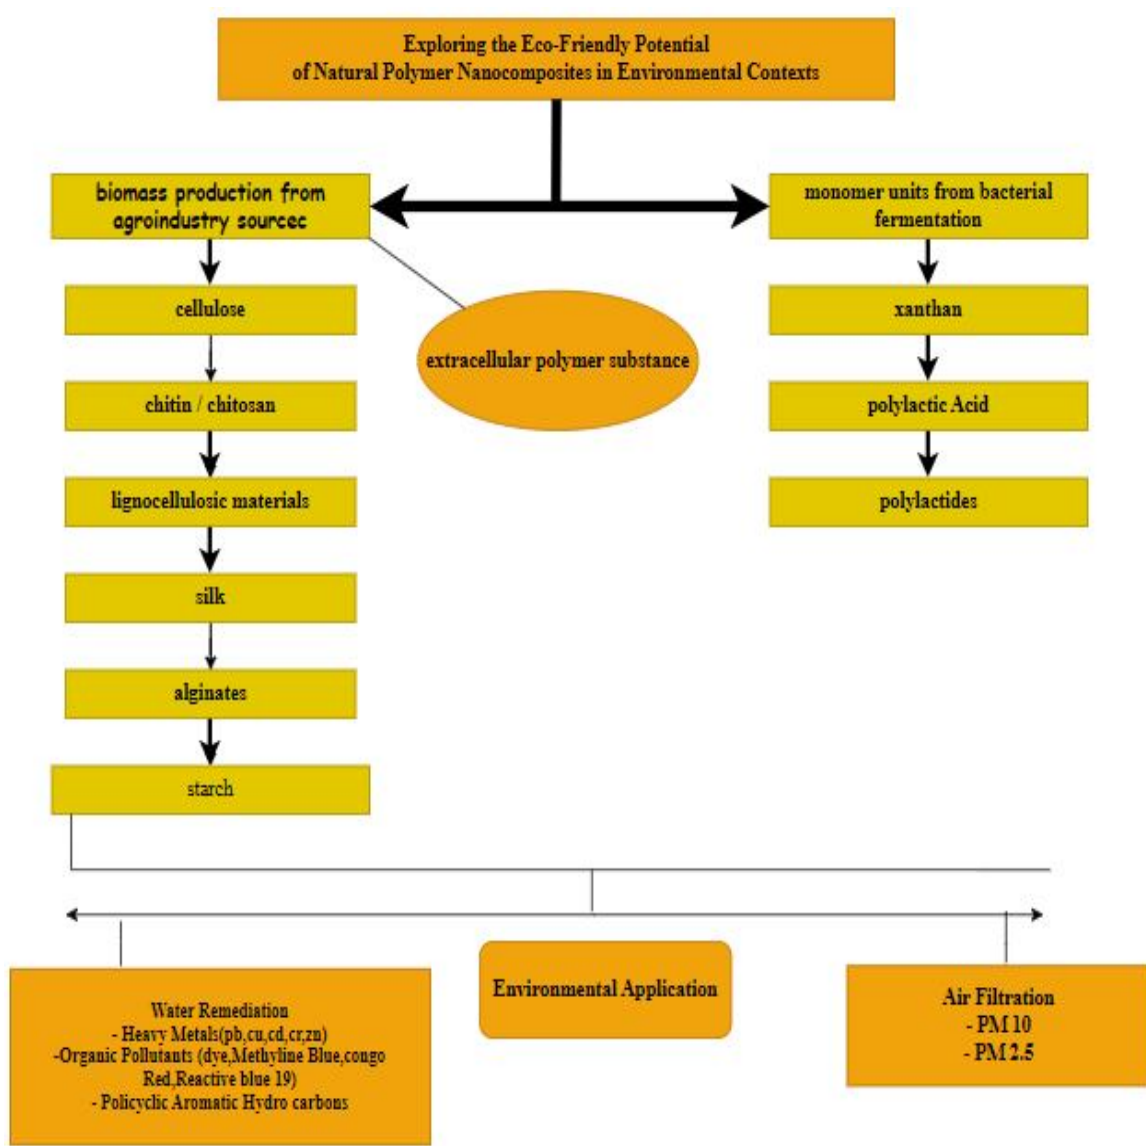 Exploring the Eco-Friendly Potential
of Natural Polymer Nanocomposites in Environmental Contexts
biomass production from
agroindustry sourcec
monomer units from bacterial
fermentation
cellulose
xanthan
extracellular polymer substance
chitin / chitosan
polylactic Acid
lignocellulosic materials
polylactides
silk
alginates
starch
Water Remediation
- Heavy Metals(pb,cu,cd,cr,zn)
-Organic Pollutants (dye,Methyline Blue,congo
Red,Reactive blue 19)
- Policyclic Aromatic Hydro carbons
Environmental Application
Air Filtration
- PM 10
- PM 2.5